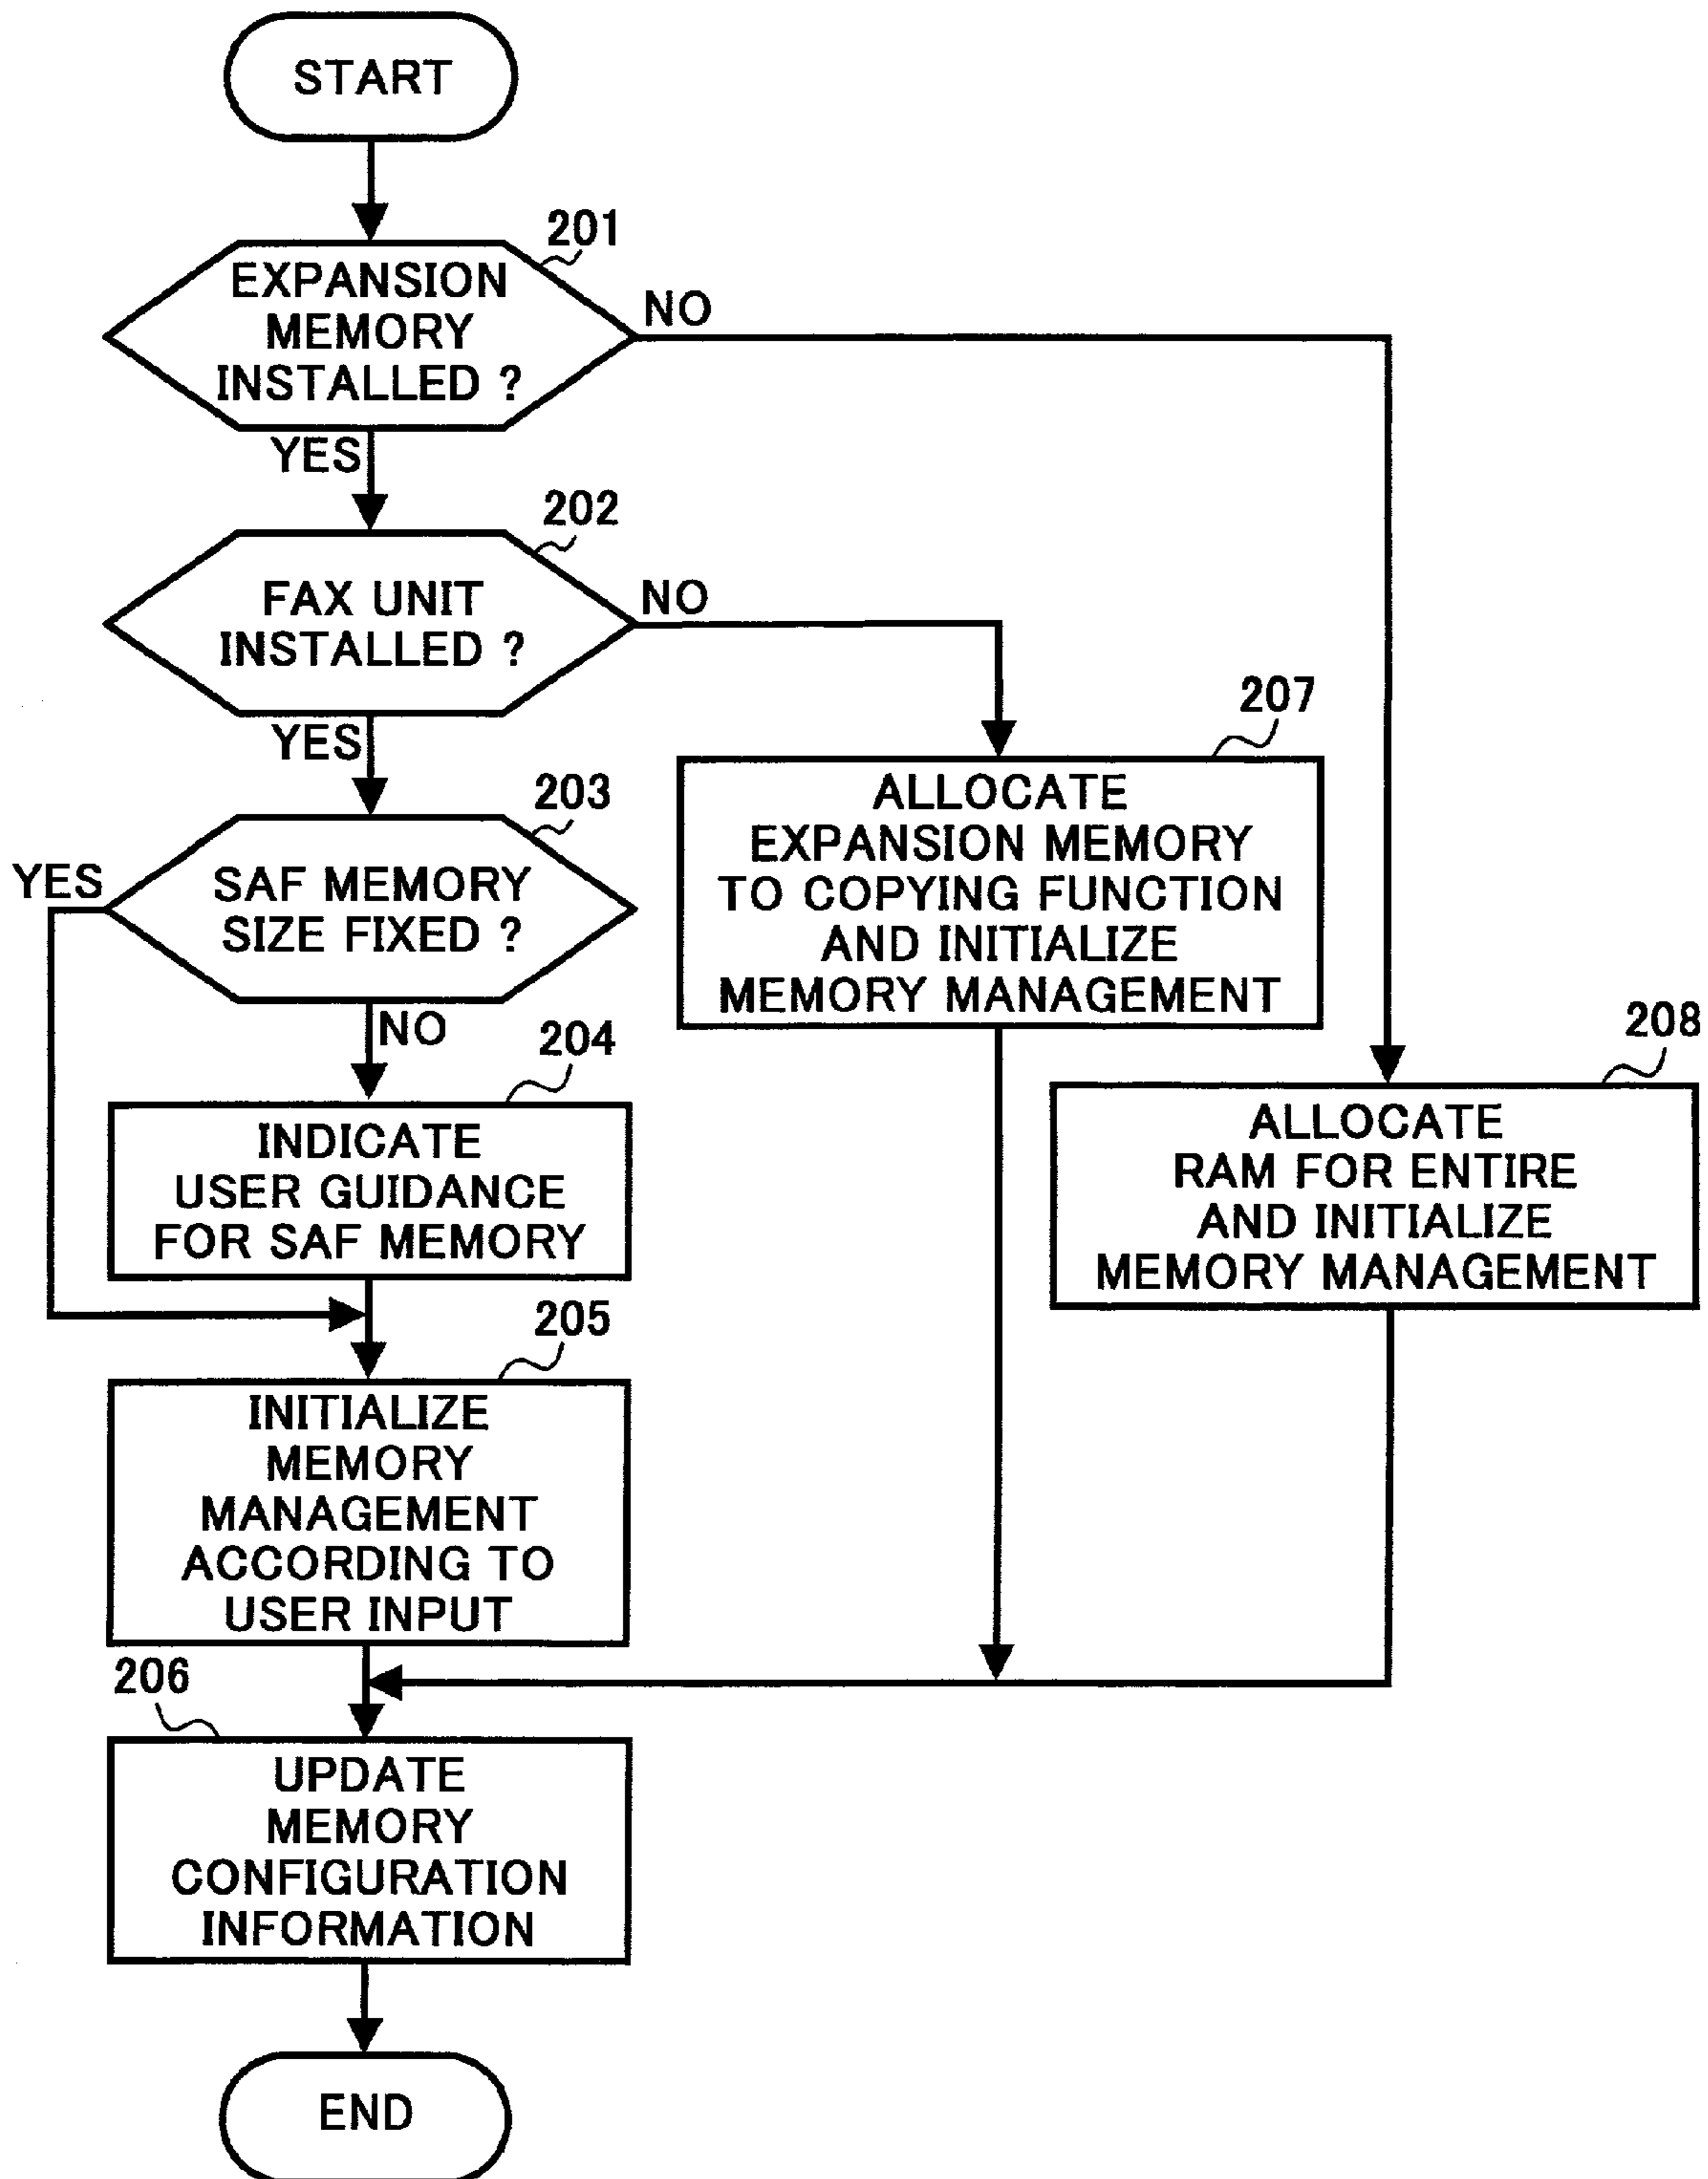 START
201
EXPANSION
MEMORY
INSTALLED ?
NO
YES
202
FAX UNIT
INSTALLED ?
NO
YES
203
SAF MEMORY
SIZE FIXED ?
YES
NO
204
INDICATE
USER GUIDANCE
FOR SAF MEMORY
205
INITIALIZE
MEMORY
MANAGEMENT
ACCORDING TO
USER INPUT
206
UPDATE
MEMORY
CONFIGURATION
INFORMATION
END
207
ALLOCATE
EXPANSION MEMORY
TO COPYING FUNCTION
AND INITIALIZE
MEMORY MANAGEMENT
208
ALLOCATE
RAM FOR ENTIRE
AND INITIALIZE
MEMORY MANAGEMENT